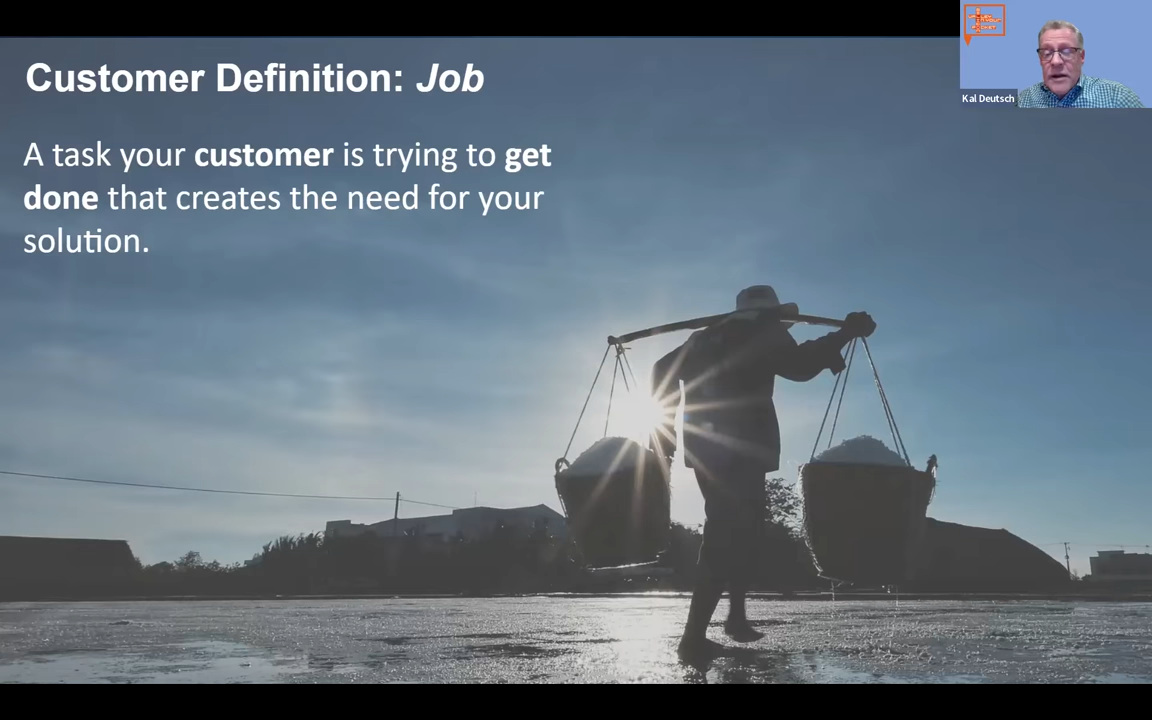 Customer Definition: Job
A task your customer is trying to get
done that creates the need for your
solution.
Kal Deutsch